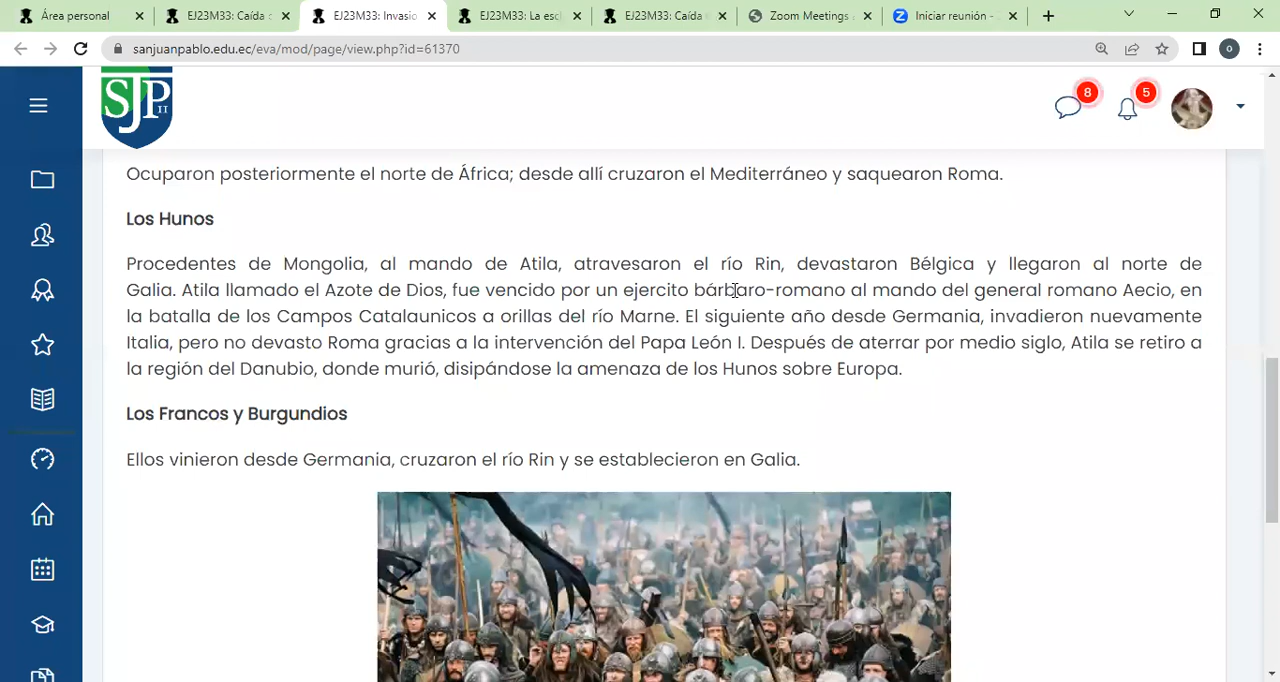 Área personal
EJ23M33: Caída d
EJ23M33: Invasio
EJ23M33: La escl
EJ23M33: Caída
Zoom Meetings
Iniciar reunión -
sanjuanpablo.edu.ec/eva/mod/page/view.php?id=61370
o
SJP
II
8
5
Ocuparon posteriormente el norte de África; desde allí cruzaron el Mediterráneo y saquearon Roma.
Los Hunos
Procedentes de Mongolia, al mando de Atila, atravesaron el río Rin, devastaron Bélgica y llegaron al norte de
Galia. Atila llamado el Azote de Dios, fue vencido por un ejercito bárbaro-romano al mando del general romano Aecio, en
la batalla de los Campos Catalaunicos a orillas del río Marne. El siguiente año desde Germania, invadieron nuevamente
Italia, pero no devasto Roma gracias a la intervención del Papa León I. Después de aterrar por medio siglo, Atila se retiro a
la región del Danubio, donde murió, disipándose la amenaza de los Hunos sobre Europa.
Los Francos y Burgundios
Ellos vinieron desde Germania, cruzaron el río Rin y se establecieron en Galia.